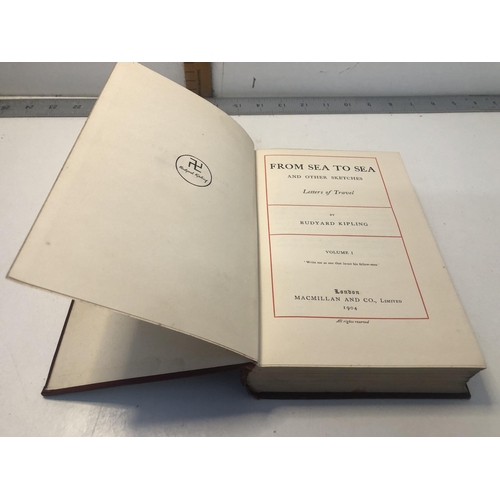 Rudyard Kipling
FROM SEA TO SEA
AND OTHER SKETCHES
Letters of Travel
BY
RUDYARD KIPLING
VOLUME I
London
MACMILLAN AND CO., LIMITED
1904
All rights reserved